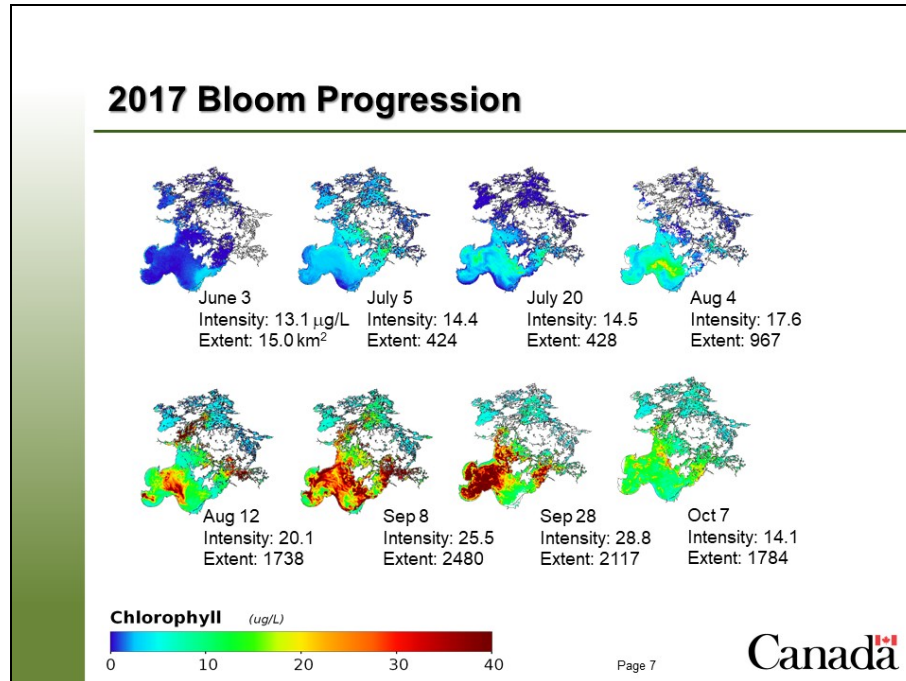 2017 Bloom Progression
June 3
Intensity: 13.1 μg/L
Extent: 15.0 km²
July 5
Intensity: 14.4
Extent: 424
July 20
Intensity: 14.5
Extent: 428
Aug 4
Intensity: 17.6
Extent: 967
Aug 12
Intensity: 20.1
Extent: 1738
Sep 8
Intensity: 25.5
Extent: 2480
Sep 28
Intensity: 28.8
Extent: 2117
Oct 7
Intensity: 14.1
Extent: 1784
Chlorophyll (ug/L)
0 10 20 30 40
Page 7
Canada